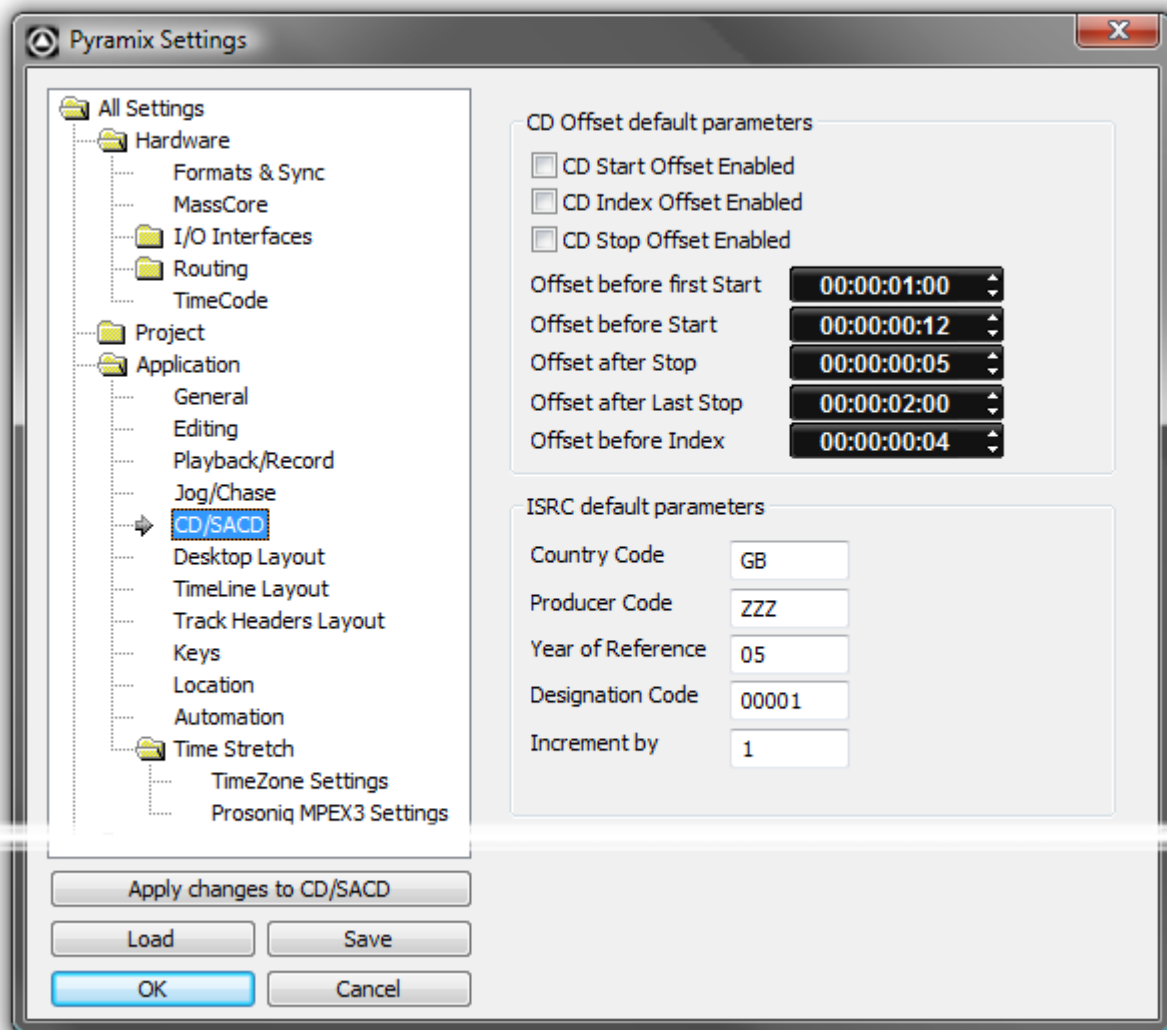 Pyramix Settings
All Settings
Hardware
Formats & Sync
MassCore
I/O Interfaces
Routing
TimeCode
Project
Application
General
Editing
Playback/Record
Jog/Chase
CD/SACD
Desktop Layout
TimeLine Layout
Track Headers Layout
Keys
Location
Automation
Time Stretch
TimeZone Settings
Prosoniq MPEX3 Settings
Apply changes to CD/SACD
Load Save
OK Cancel
CD Offset default parameters
CD Start Offset Enabled
CD Index Offset Enabled
CD Stop Offset Enabled
Offset before first Start 00:00:01:00
Offset before Start 00:00:00:12
Offset after Stop 00:00:00:05
Offset after Last Stop 00:00:02:00
Offset before Index 00:00:00:04
ISRC default parameters
Country Code GB
Producer Code ZZZ
Year of Reference 05
Designation Code 00001
Increment by 1